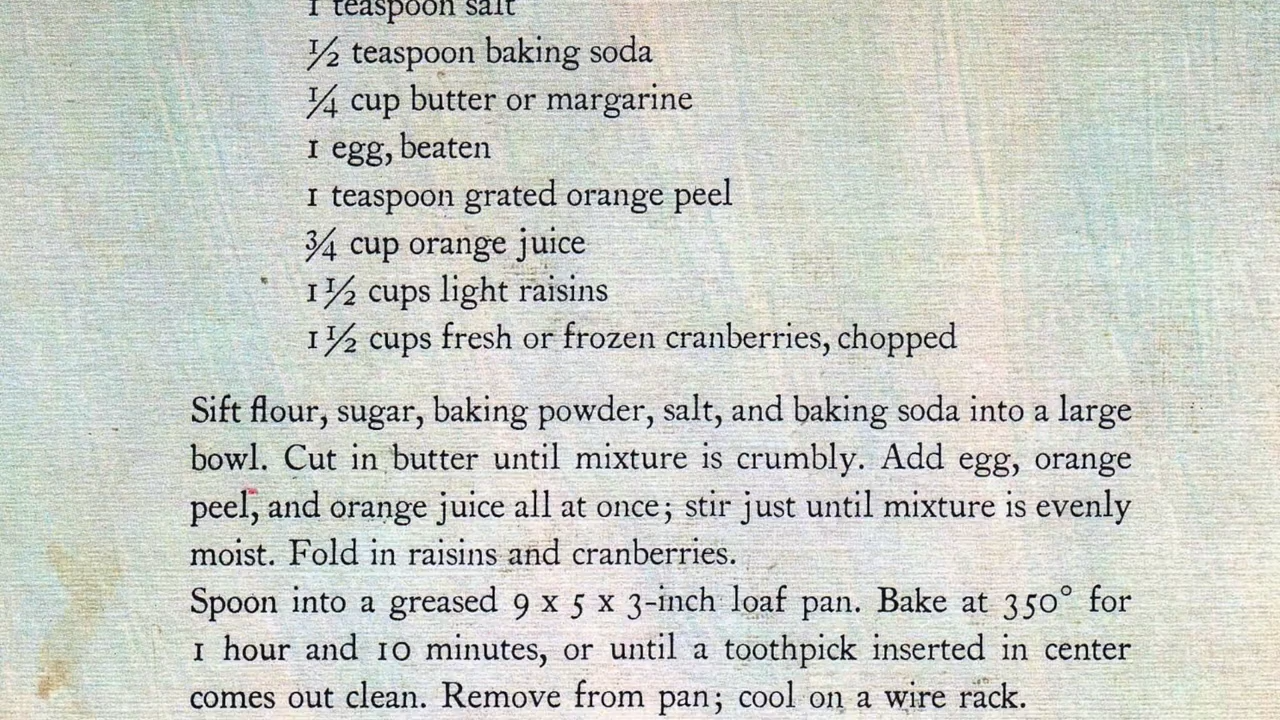 1 teaspoon salt
½ teaspoon baking soda
¼ cup butter or margarine
1 egg, beaten
1 teaspoon grated orange peel
¾ cup orange juice
1 ½ cups light raisins
1 ½ cups fresh or frozen cranberries, chopped
Sift flour, sugar, baking powder, salt, and baking soda into a large
bowl. Cut in butter until mixture is crumbly. Add egg, orange
peel, and orange juice all at once; stir just until mixture is evenly
moist. Fold in raisins and cranberries.
Spoon into a greased 9 x 5 x 3-inch loaf pan. Bake at 350° for
1 hour and 10 minutes, or until a toothpick inserted in center
comes out clean. Remove from pan; cool on a wire rack.